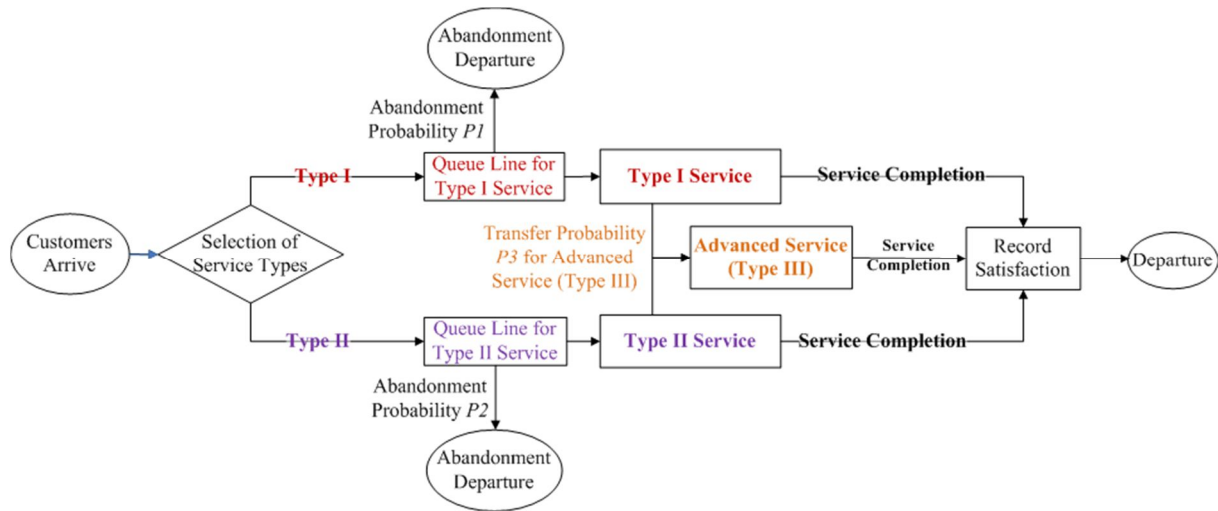 Abandonment
Departure
Abandonment
Probability P1
Type I
Queue Line for
Type I Service
Type I Service
Service Completion
Customers
Arrive
Selection of
Service Types
Transfer Probability
P3 for Advanced
Service (Type III)
Advanced Service
(Type III)
Service
Completion
Record
Satisfaction
Departure
Type II
Queue Line for
Type II Service
Type II Service
Service Completion
Abandonment
Probability P2
Abandonment
Departure